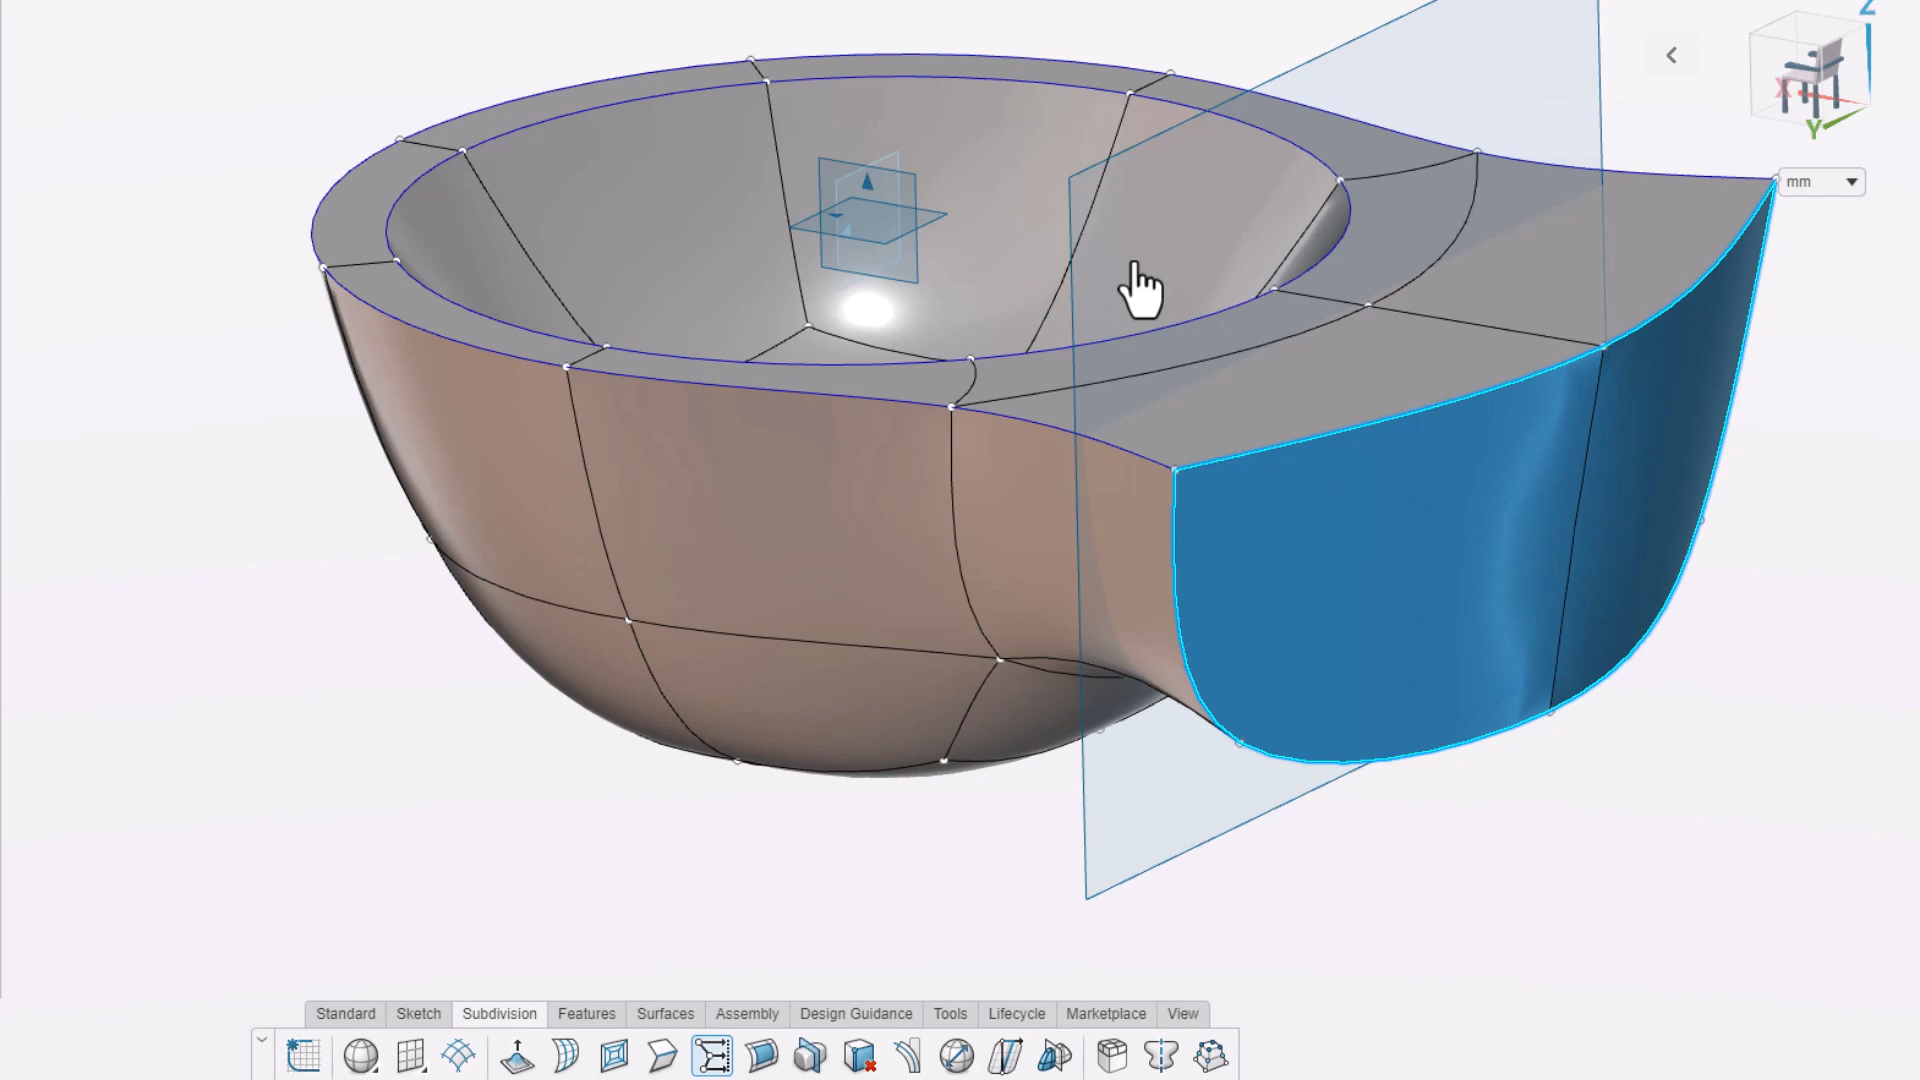 Z
X
Y
mm
Standard Sketch Subdivision Features Surfaces Assembly Design Guidance Tools Lifecycle Marketplace View